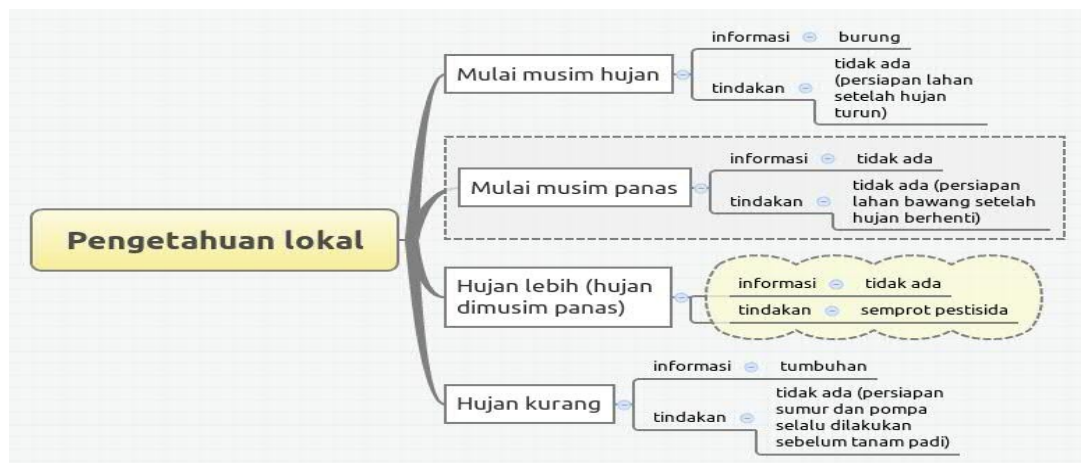 Pengetahuan lokal
Mulai musim hujan
informasi
burung
tindakan
tidak ada
(persiapan lahan
setelah hujan
turun)
Mulai musim panas
informasi
tidak ada
tindakan
tidak ada (persiapan
lahan bawang setelah
hujan berhenti)
Hujan lebih (hujan
dimusim panas)
informasi
tidak ada
tindakan
semprot pestisida
Hujan kurang
informasi
tumbuhan
tindakan
tidak ada (persiapan
sumur dan pompa
selalu dilakukan
sebelum tanam padi)